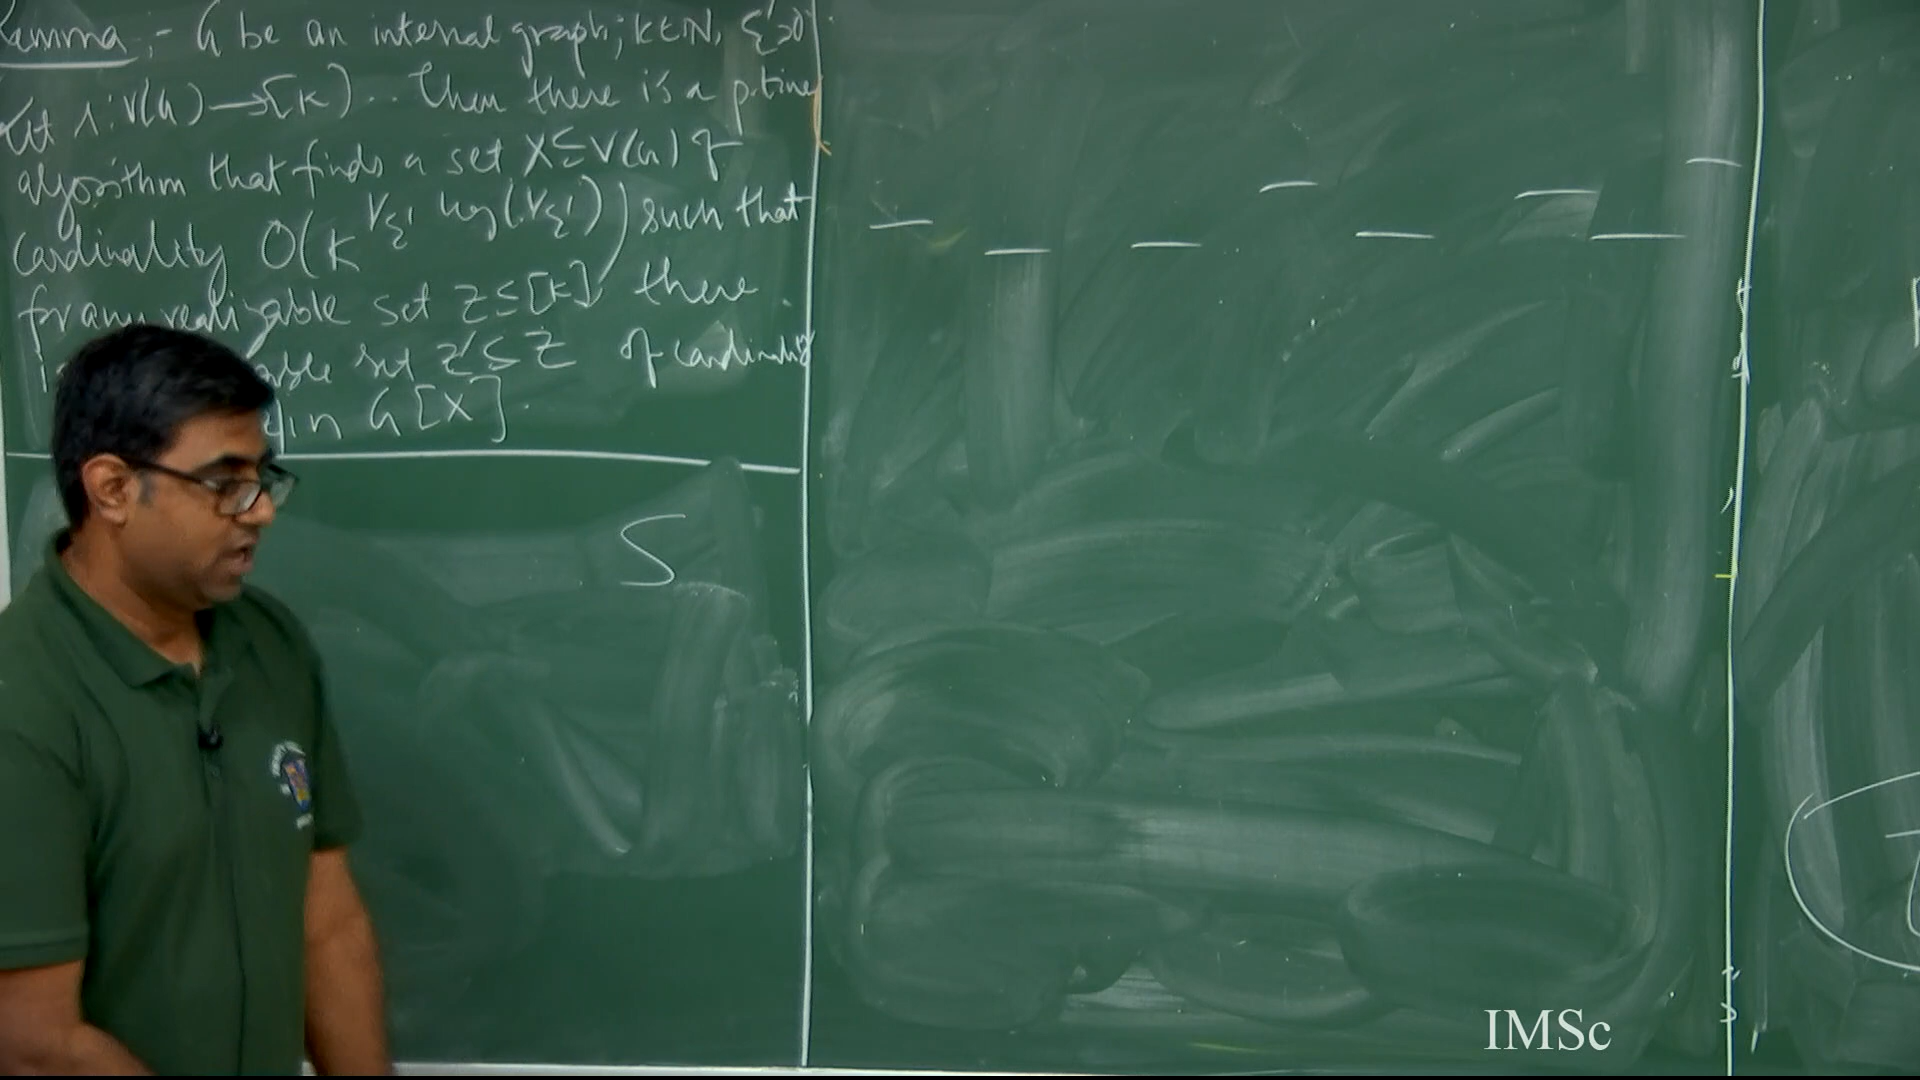 Lemma :- G be an interval graph; k∈ℕ, ε'>0.
Let λ: V(G) → [k]. Then there is a p-time
algorithm that finds a set X ⊆ V(G) of
cardinality O(k^{1/ε'} log(1/ε')) such that
for any realizable set Z ⊆ [k], there
set Z' ⊆ Z of cardinality
in G[X].
S
IMSc